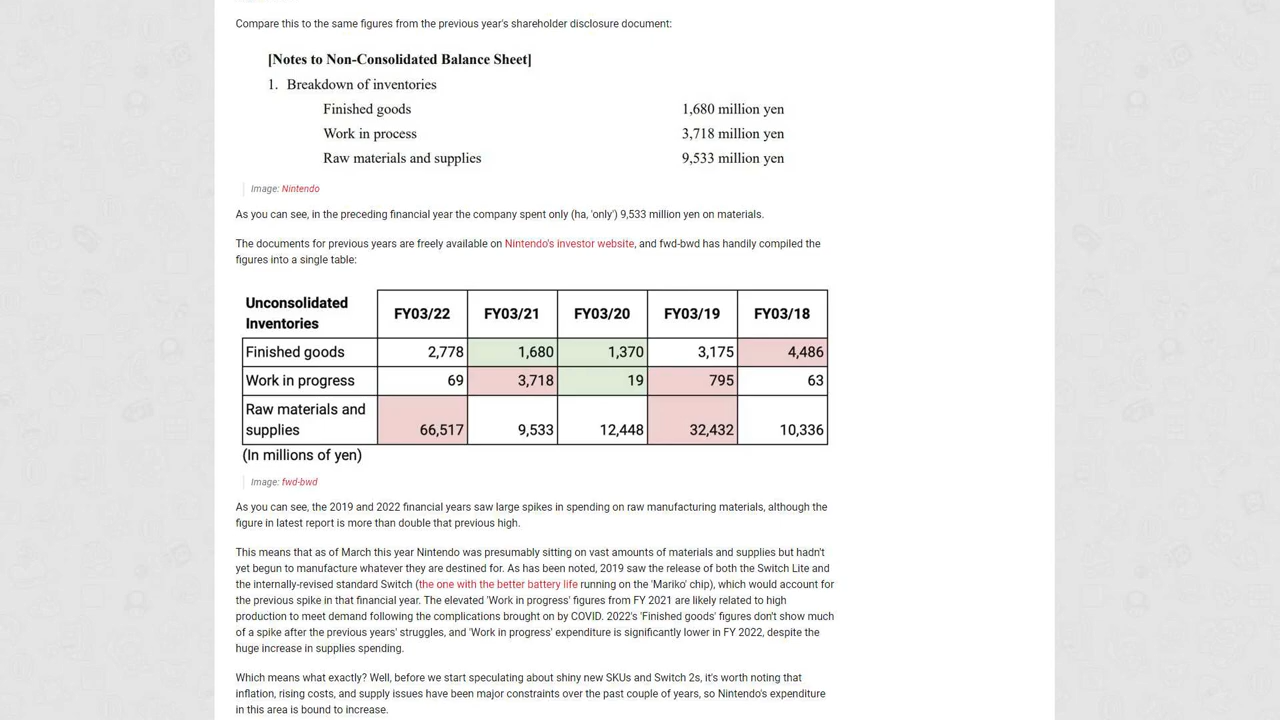 Compare this to the same figures from the previous year's shareholder disclosure document:
[Notes to Non-Consolidated Balance Sheet]
1. Breakdown of inventories
Finished goods 1,680 million yen
Work in process 3,718 million yen
Raw materials and supplies 9,533 million yen
Image: Nintendo
As you can see, in the preceding financial year the company spent only (ha, 'only') 9,533 million yen on materials.
The documents for previous years are freely available on Nintendo's investor website, and fwd-bwd has handily compiled the
figures into a single table:
Unconsolidated
Inventories FY03/22 FY03/21 FY03/20 FY03/19 FY03/18
Finished goods 2,778 1,680 1,370 3,175 4,486
Work in progress 69 3,718 19 795 63
Raw materials and
supplies 66,517 9,533 12,448 32,432 10,336
(In millions of yen)
Image: fwd-bwd
As you can see, the 2019 and 2022 financial years saw large spikes in spending on raw manufacturing materials, although the
figure in latest report is more than double that previous high.
This means that as of March this year Nintendo was presumably sitting on vast amounts of materials and supplies but hadn't
yet begun to manufacture whatever they are destined for. As has been noted, 2019 saw the release of both the Switch Lite and
the internally-revised standard Switch (the one with the better battery life running on the 'Mariko' chip), which would account for
the previous spike in that financial year. The elevated 'Work in progress' figures from FY 2021 are likely related to high
production to meet demand following the complications brought on by COVID. 2022's 'Finished goods' figures don't show much
of a spike after the previous years' struggles, and 'Work in progress' expenditure is significantly lower in FY 2022, despite the
huge increase in supplies spending.
Which means what exactly? Well, before we start speculating about shiny new SKUs and Switch 2s, it's worth noting that
inflation, rising costs, and supply issues have been major constraints over the past couple of years, so Nintendo's expenditure
in this area is bound to increase.